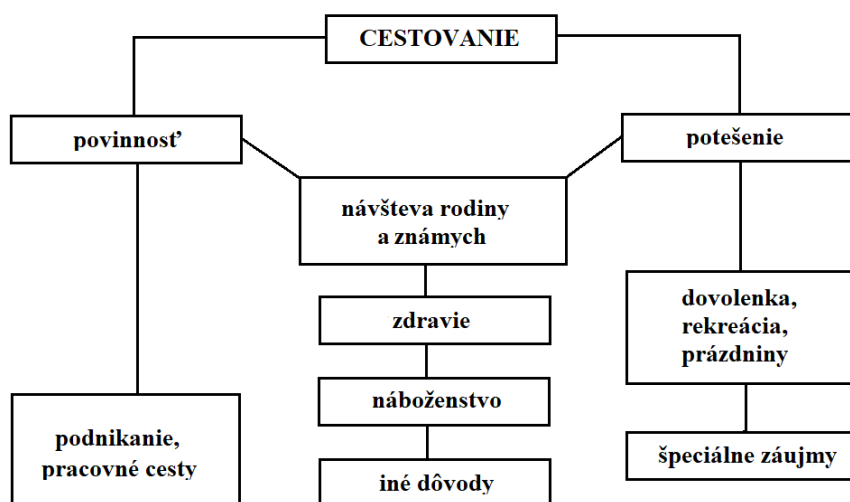 CESTOVANIE
povinnosť
potešenie
návšteva rodiny
a známych
zdravie
náboženstvo
iné dôvody
dovolenka,
rekreácia,
prázdniny
špeciálne záujmy
podnikanie,
pracovné cesty